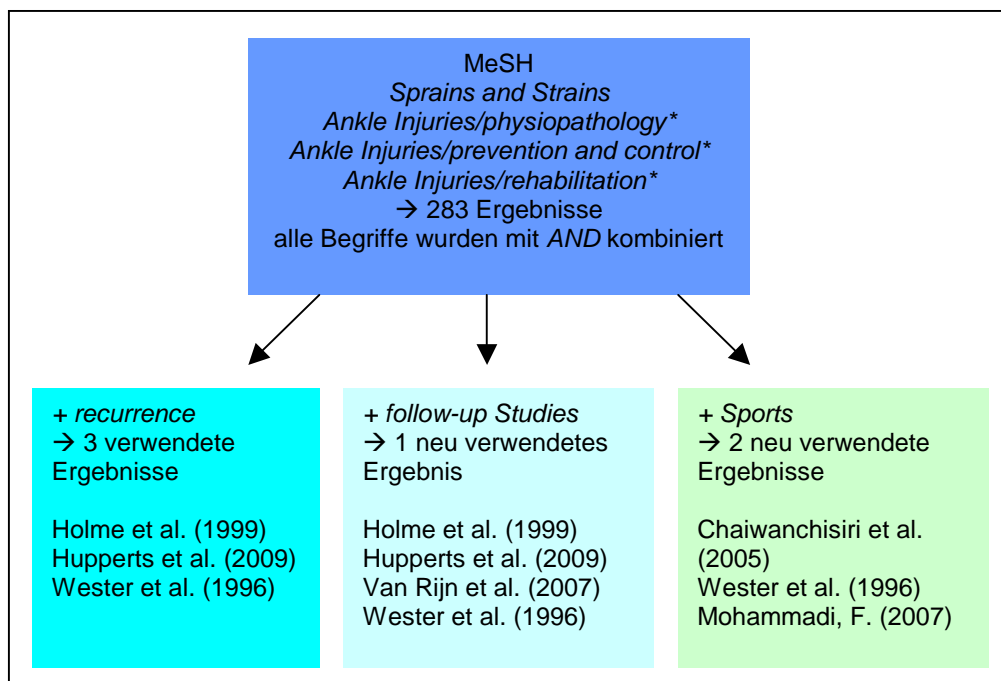 MeSH
Sprains and Strains
Ankle Injuries/physiopathology*
Ankle Injuries/prevention and control*
Ankle Injuries/rehabilitation*
→ 283 Ergebnisse
alle Begriffe wurden mit AND kombiniert
+ recurrence
→ 3 verwendete
Ergebnisse
Holme et al. (1999)
Hupperts et al. (2009)
Wester et al. (1996)
+ follow-up Studies
→ 1 neu verwendetes
Ergebnis
Holme et al. (1999)
Hupperts et al. (2009)
Van Rijn et al. (2007)
Wester et al. (1996)
+ Sports
→ 2 neu verwendete
Ergebnisse
Chaiwanchisiri et al.
(2005)
Wester et al. (1996)
Mohammadi, F. (2007)